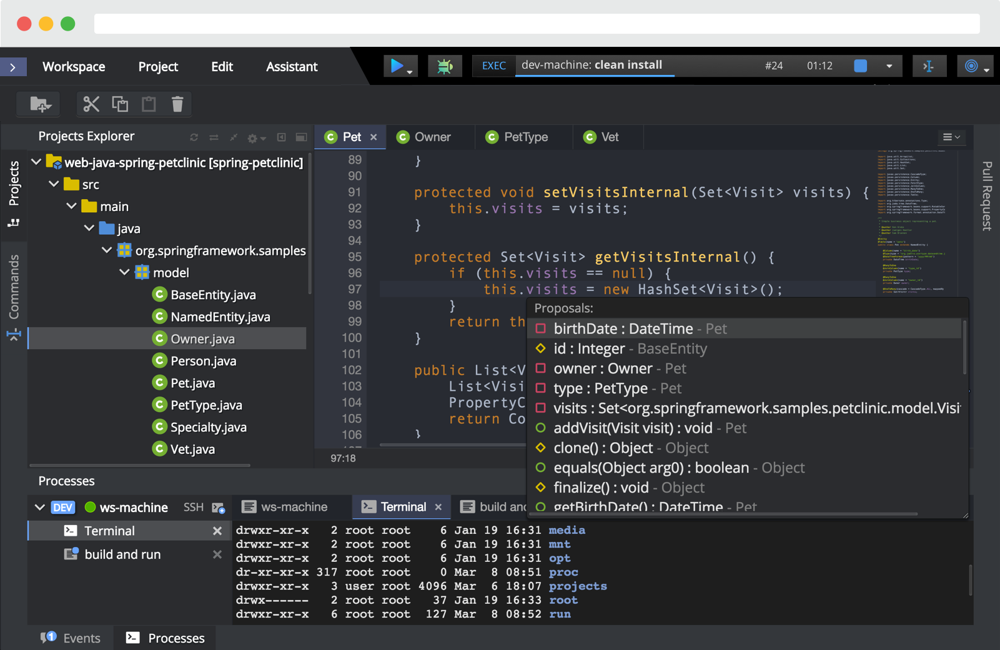 Workspace Project Edit Assistant
EXEC dev-machine: clean install #24 01:12
Projects Explorer
Projects
Commands
web-java-spring-petclinic [spring-petclinic]
src
main
java
org.springframework.samples
model
BaseEntity.java
NamedEntity.java
Owner.java
Person.java
Pet.java
PetType.java
Specialty.java
Vet.java
Pet Owner PetType Vet
89 }
90
91 protected void setVisitsInternal(Set<Visit> visits) {
92 this.visits = visits;
93 }
94
95 protected Set<Visit> getVisitsInternal() {
96 if (this.visits == null) {
97 this.visits = new HashSet<Visit>();
98 }
99 return th
100 }
101
102 public List<V
103 List<Visi
104 PropertyC
105 return Co
106 }
97:18
Pull Request
Proposals:
birthDate : DateTime - Pet
id : Integer - BaseEntity
owner : Owner - Pet
type : PetType - Pet
visits : Set<org.springframework.samples.petclinic.model.Visi
addVisit(Visit visit) : void - Pet
clone() : Object - Object
equals(Object arg0) : boolean - Object
finalize() : void - Object
getBirthDate() : DateTime - Pet
Processes
DEV ws-machine SSH
Terminal
build and run
ws-machine Terminal build and
drwxr-xr-x 2 root root 6 Jan 19 16:31 media
drwxr-xr-x 2 root root 6 Jan 19 16:31 mnt
drwxr-xr-x 2 root root 6 Jan 19 16:31 opt
dr-xr-xr-x 317 root root 0 Mar 8 08:51 proc
drwxr-xr-x 3 user root 4096 Mar 6 18:07 projects
drwx------ 2 root root 37 Jan 19 16:33 root
drwxr-xr-x 6 root root 127 Mar 8 08:52 run
1 Events Processes